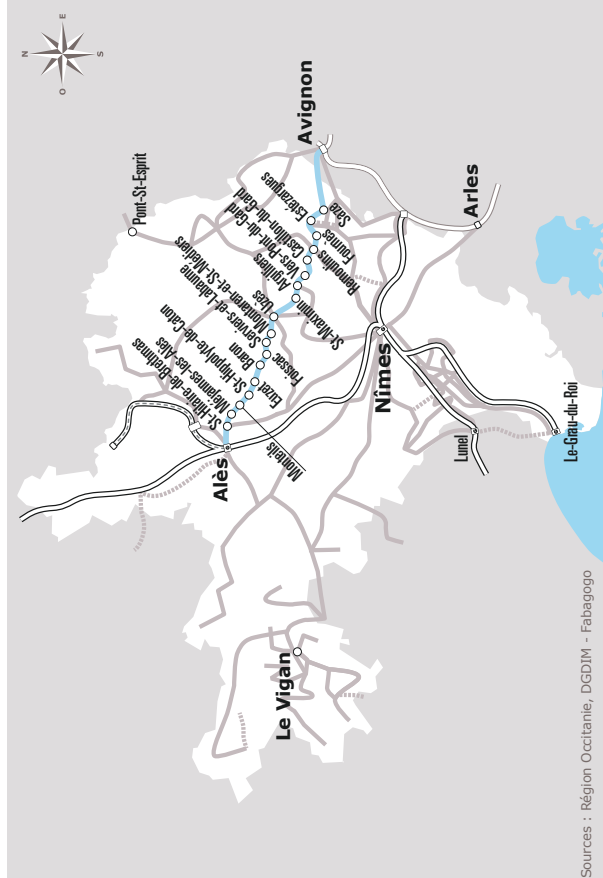 N
E
S
O
Pont-St-Esprit
Avignon
Saze
Estézargues
Fournès
Remoulins
Castillon-du-Gard
Vers-Pont-du-Gard
Argilliers
St-Maximin
Uzès
Montaren-et-St-Médiers
Serviers-et-Labaume
Foissac
Baron
St-Hippolyte-de-Caton
Euzet
Monteils
Méjannes-les-Alès
St-Hilaire-de-Brethmas
Alès
Arles
Nîmes
Lunel
Le-Grau-du-Roi
Le Vigan
Sources : Région Occitanie, DGDIM - Fabagogo